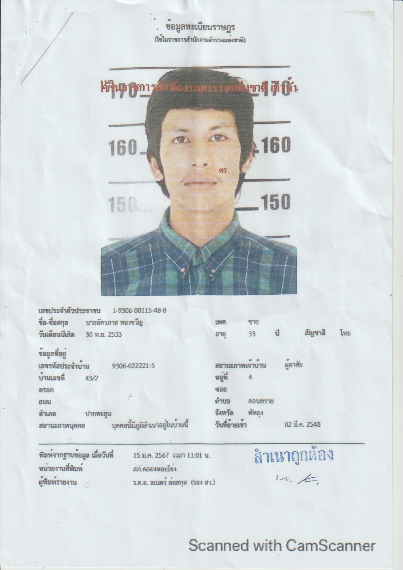 ข้อมูลทะเบียนราษฎร
(ใช้ในราชการสำนักงานตำรวจแห่งชาติ)
170 170
160 160
150 150
เลขประจำตัวประชาชน 1-9306-00115-48-0
ชื่อ-ชื่อสกุล เพศ ชาย
วันเดือนปีเกิด 30 พ.ย. 2533 อายุ 33 ปี สัญชาติ ไทย
ข้อมูลที่อยู่
เลขรหัสประจำบ้าน 9306-022221-5 สถานะภาพเจ้าบ้าน ผู้อาศัย
บ้านเลขที่ 43/2 หมู่ที่ 4
ตรอก ซอย
ถนน ตำบล ดอนทราย
อำเภอ ปากพะยูน จังหวัด พัทลุง
สถานะภาพบุคคล บุคคลนี้มีภูมิลำเนาอยู่ในบ้านนี้ วันที่ย้ายเข้า 02 มี.ค. 2548
พิมพ์จากฐานข้อมูล เมื่อวันที่ 15 ม.ค. 2567 เวลา 11:01 น. สำเนาถูกต้อง
หน่วยงานที่พิมพ์ สภ.คลองหอยโข่ง
ผู้พิมพ์รายงาน ร.ต.อ. (รอง สว.)
Scanned with CamScanner